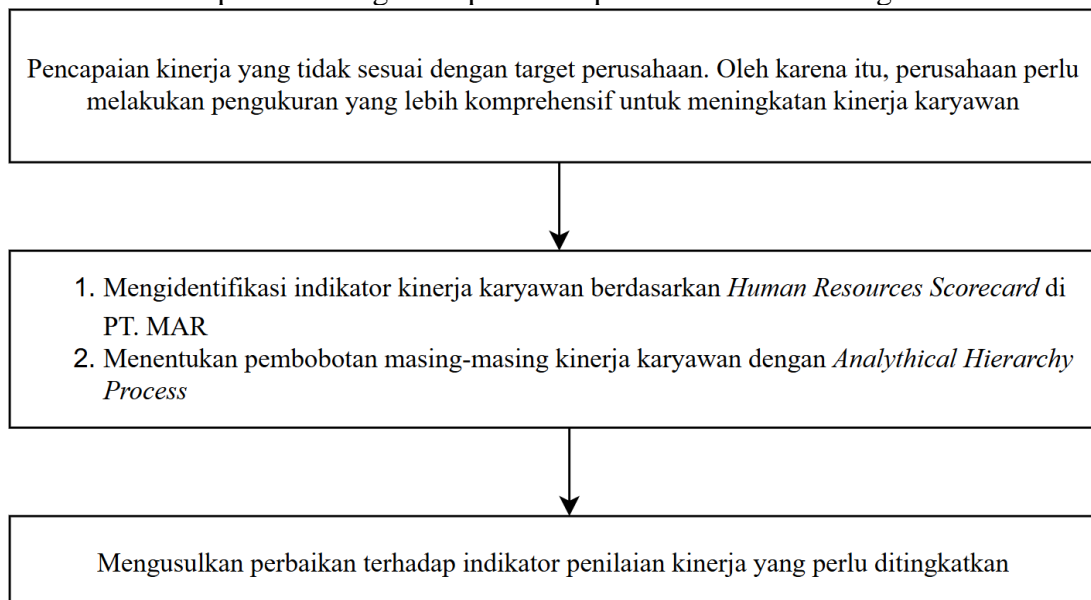 Pencapaian kinerja yang tidak sesuai dengan target perusahaan. Oleh karena itu, perusahaan perlu
melakukan pengukuran yang lebih komprehensif untuk meningkatan kinerja karyawan
1. Mengidentifikasi indikator kinerja karyawan berdasarkan Human Resources Scorecard di
PT. MAR
2. Menentukan pembobotan masing-masing kinerja karyawan dengan Analythical Hierarchy
Process
Mengusulkan perbaikan terhadap indikator penilaian kinerja yang perlu ditingkatkan